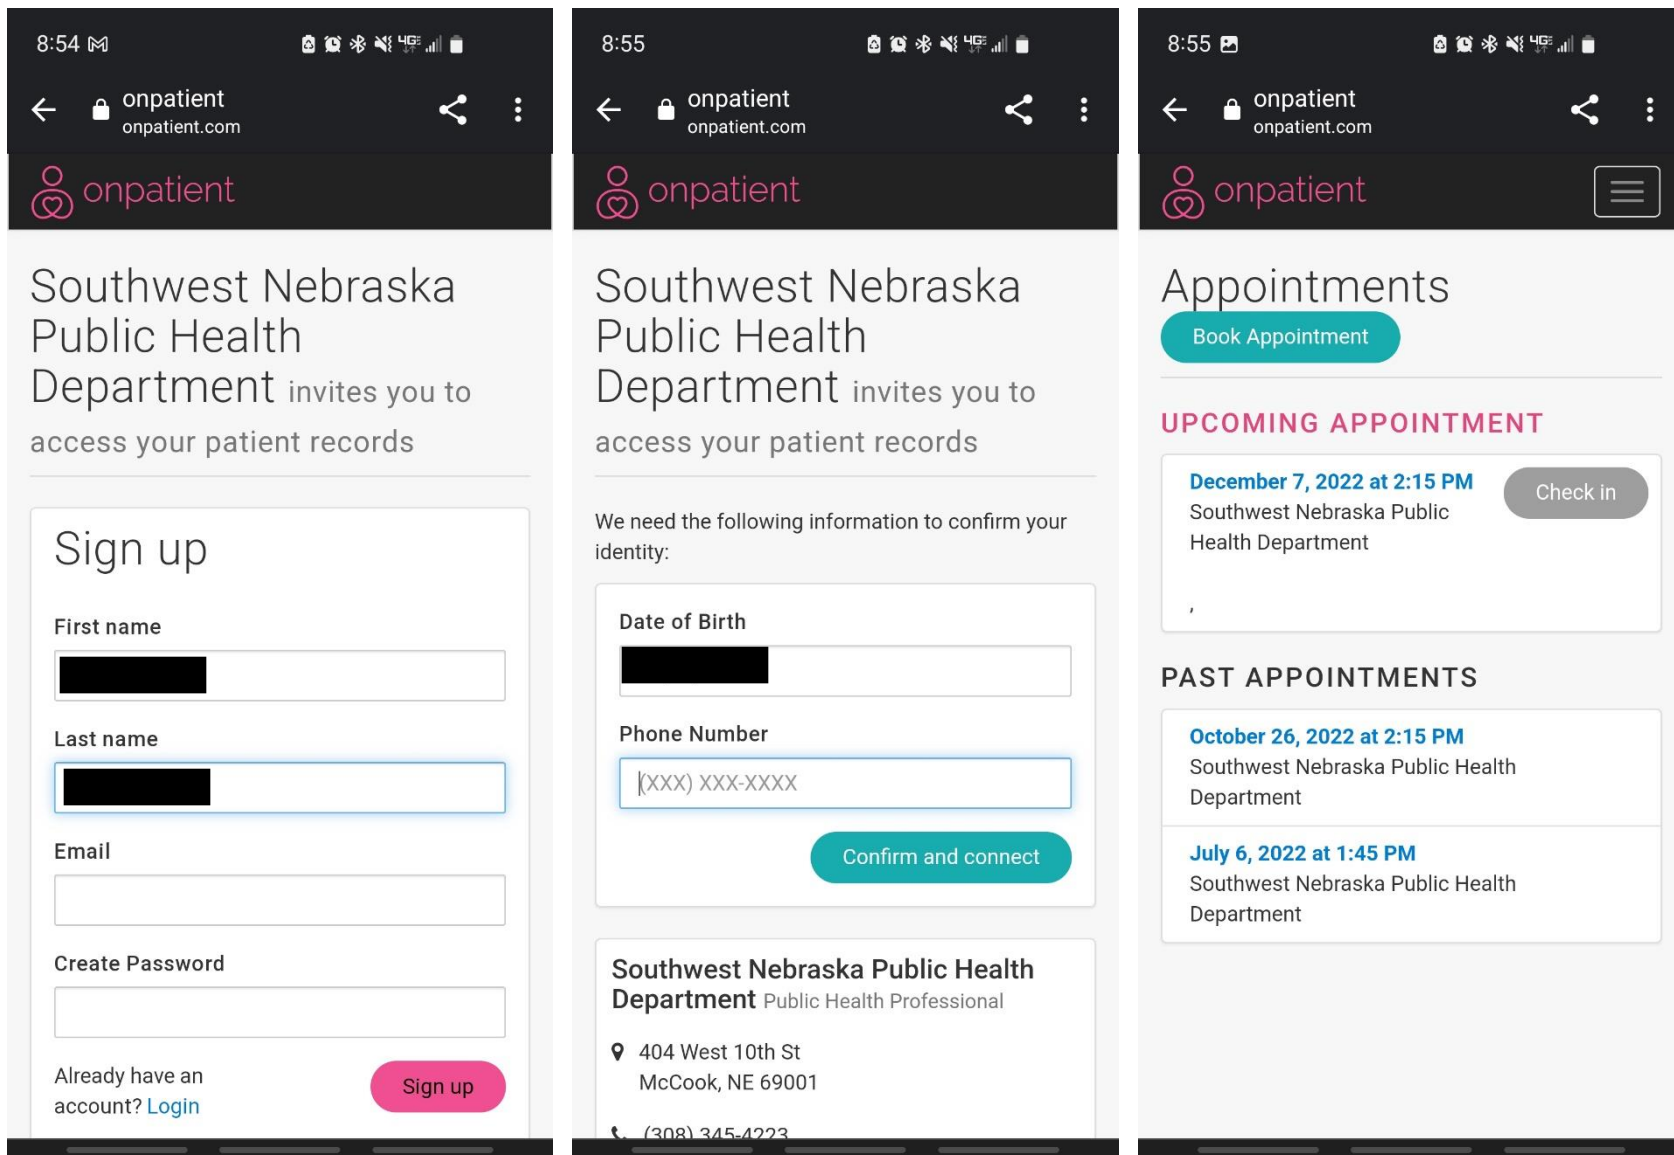 8:54
4G
onpatient
onpatient.com
onpatient
Southwest Nebraska
Public Health
Department invites you to
access your patient records
Sign up
First name
Last name
Email
Create Password
Already have an
account? Login
Sign up
8:55
4G
onpatient
onpatient.com
onpatient
Southwest Nebraska
Public Health
Department invites you to
access your patient records
We need the following information to confirm your
identity:
Date of Birth
Phone Number
(XXX) XXX-XXXX
Confirm and connect
Southwest Nebraska Public Health
Department Public Health Professional
404 West 10th St
McCook, NE 69001
(308) 345-4223
8:55
4G
onpatient
onpatient.com
onpatient
Appointments
Book Appointment
UPCOMING APPOINTMENT
December 7, 2022 at 2:15 PM
Check in
Southwest Nebraska Public
Health Department
,
PAST APPOINTMENTS
October 26, 2022 at 2:15 PM
Southwest Nebraska Public Health
Department
July 6, 2022 at 1:45 PM
Southwest Nebraska Public Health
Department